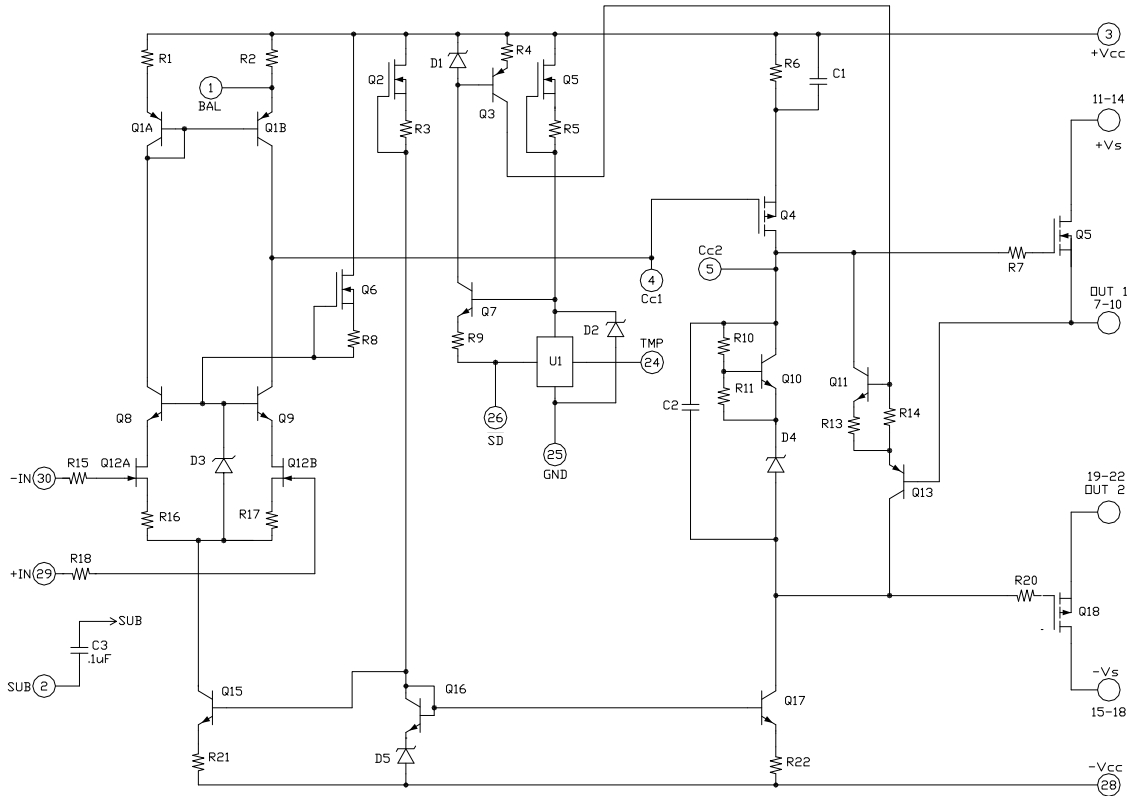 3
+Vcc
R1
R2
R4
D1
Q2
Q5
R6
C1
1
BAL
11-14
+Vs
Q1A
Q1B
R3
Q3
R5
Q4
Q5
R7
Cc2
5
4
Cc1
Q6
Q7
D2
OUT 1
7-10
R8
R9
TMP
24
U1
R10
Q10
Q11
R11
R14
Q8
Q9
C2
R13
26
SD
D4
25
GND
-IN
30
R15
Q12A
D3
Q12B
Q13
19-22
OUT 2
R16
R17
+IN
29
R18
R20
Q18
SUB
C3
.1uF
SUB
2
-Vs
15-18
Q15
Q16
Q17
R21
D5
R22
-Vcc
28